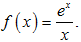 f(x) = e^x / x.